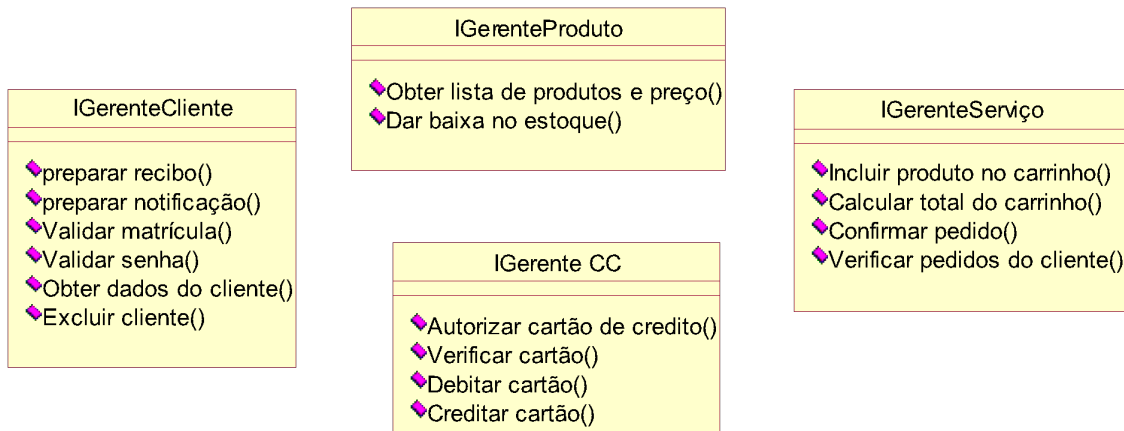 IGerenteProduto
Obter lista de produtos e preço()
Dar baixa no estoque()
IGerenteCliente
preparar recibo()
preparar notificação()
Validar matrícula()
Validar senha()
Obter dados do cliente()
Excluir cliente()
IGerenteServiço
Incluir produto no carrinho()
Calcular total do carrinho()
Confirmar pedido()
Verificar pedidos do cliente()
IGerente CC
Autorizar cartão de credito()
Verificar cartão()
Debitar cartão()
Creditar cartão()